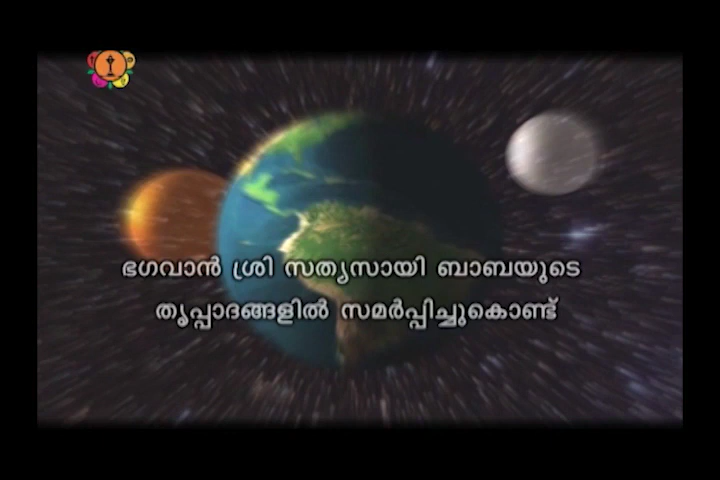 ഭഗവാൻ ശ്രി സത്യസായി ബാബയുടെ
തൃപ്പാദങ്ങളിൽ സമർപ്പിച്ചുകൊണ്ട്